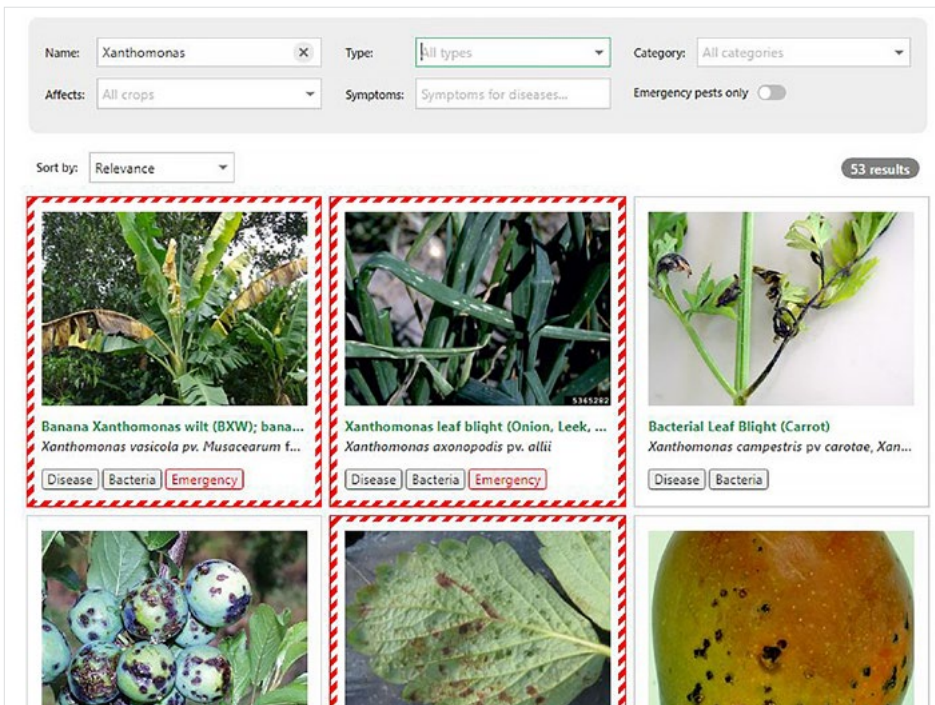 Name: Xanthomonas Type: All types Category: All categories
Affects: All crops Symptoms: Symptoms for diseases... Emergency pests only
Sort by: Relevance 53 results
5365282
Banana Xanthomonas wilt (BXW); bana... Xanthomonas leaf blight (Onion, Leek, ... Bacterial Leaf Blight (Carrot)
Xanthomonas vasicola pv. Musacearum f... Xanthomonas axonopodis pv. allii Xanthomonas campestris pv carotae, Xan...
Disease Bacteria Emergency Disease Bacteria Emergency Disease Bacteria